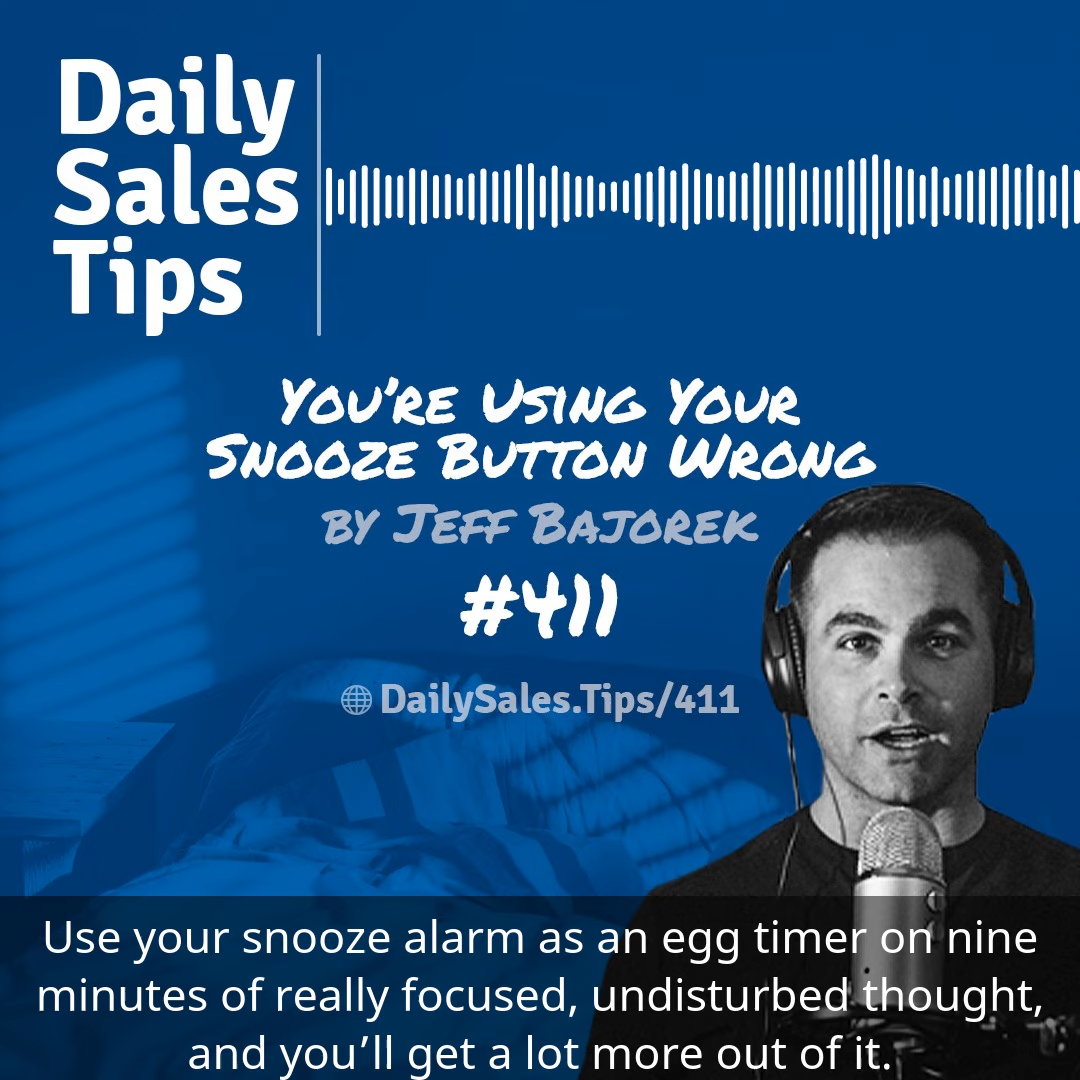 Daily
Sales
Tips
You're Using Your
Snooze Button Wrong
by Jeff Bajorek
#411
DailySales.Tips/411
Use your snooze alarm as an egg timer on nine
minutes of really focused, undisturbed thought,
and you’ll get a lot more out of it.